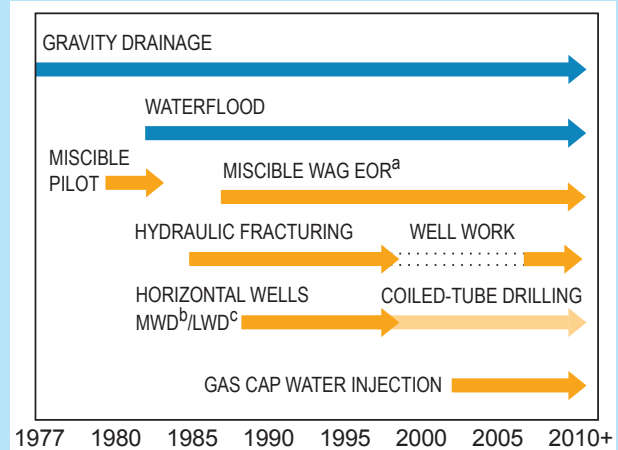 GRAVITY DRAINAGE
WATERFLOOD
MISCIBLE
PILOT
MISCIBLE WAG EORᵃ
HYDRAULIC FRACTURING
WELL WORK
HORIZONTAL WELLS
MWDᵇ/LWDᶜ
COILED-TUBE DRILLING
GAS CAP WATER INJECTION
1977 1980 1985 1990 1995 2000 2005 2010+